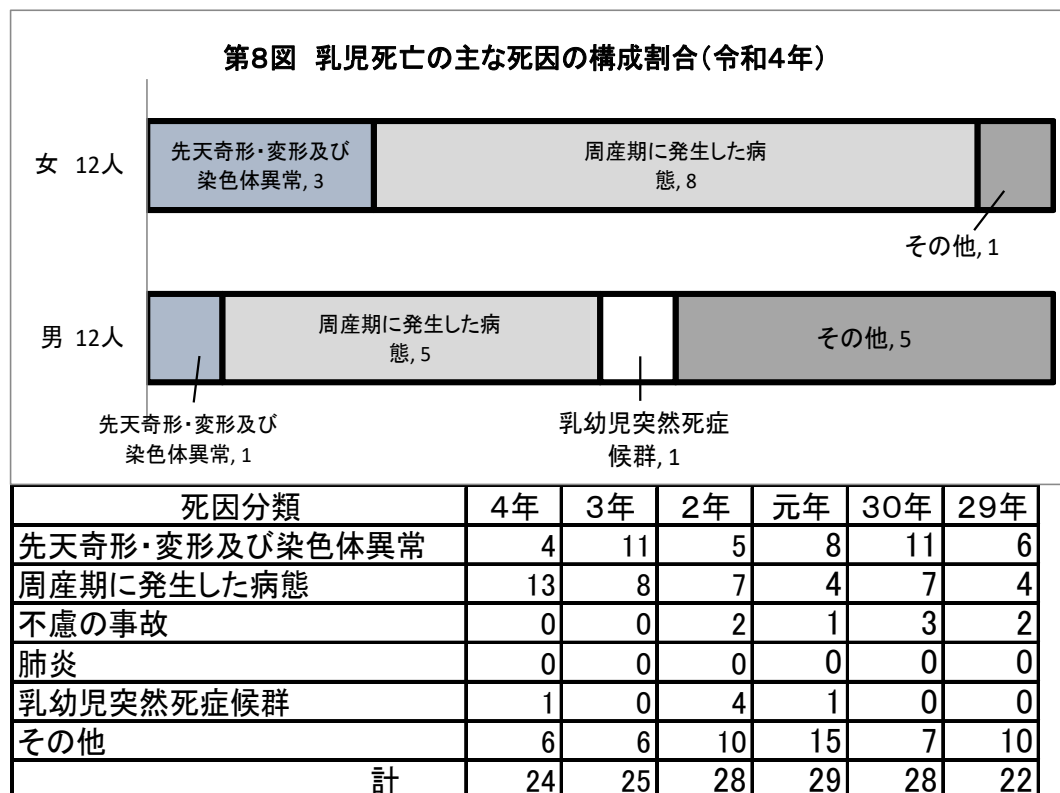 第8図 乳児死亡の主な死因の構成割合(令和4年)
女 12人
先天奇形・変形及び
染色体異常, 3
周産期に発生した病
態, 8
その他, 1
男 12人
周産期に発生した病
態, 5
その他, 5
先天奇形・変形及び
染色体異常, 1
乳幼児突然死症
候群, 1
死因分類 4年 3年 2年 元年 30年 29年
先天奇形・変形及び染色体異常 4 11 5 8 11 6
周産期に発生した病態 13 8 7 4 7 4
不慮の事故 0 0 2 1 3 2
肺炎 0 0 0 0 0 0
乳幼児突然死症候群 1 0 4 1 0 0
その他 6 6 10 15 7 10
計 24 25 28 29 28 22